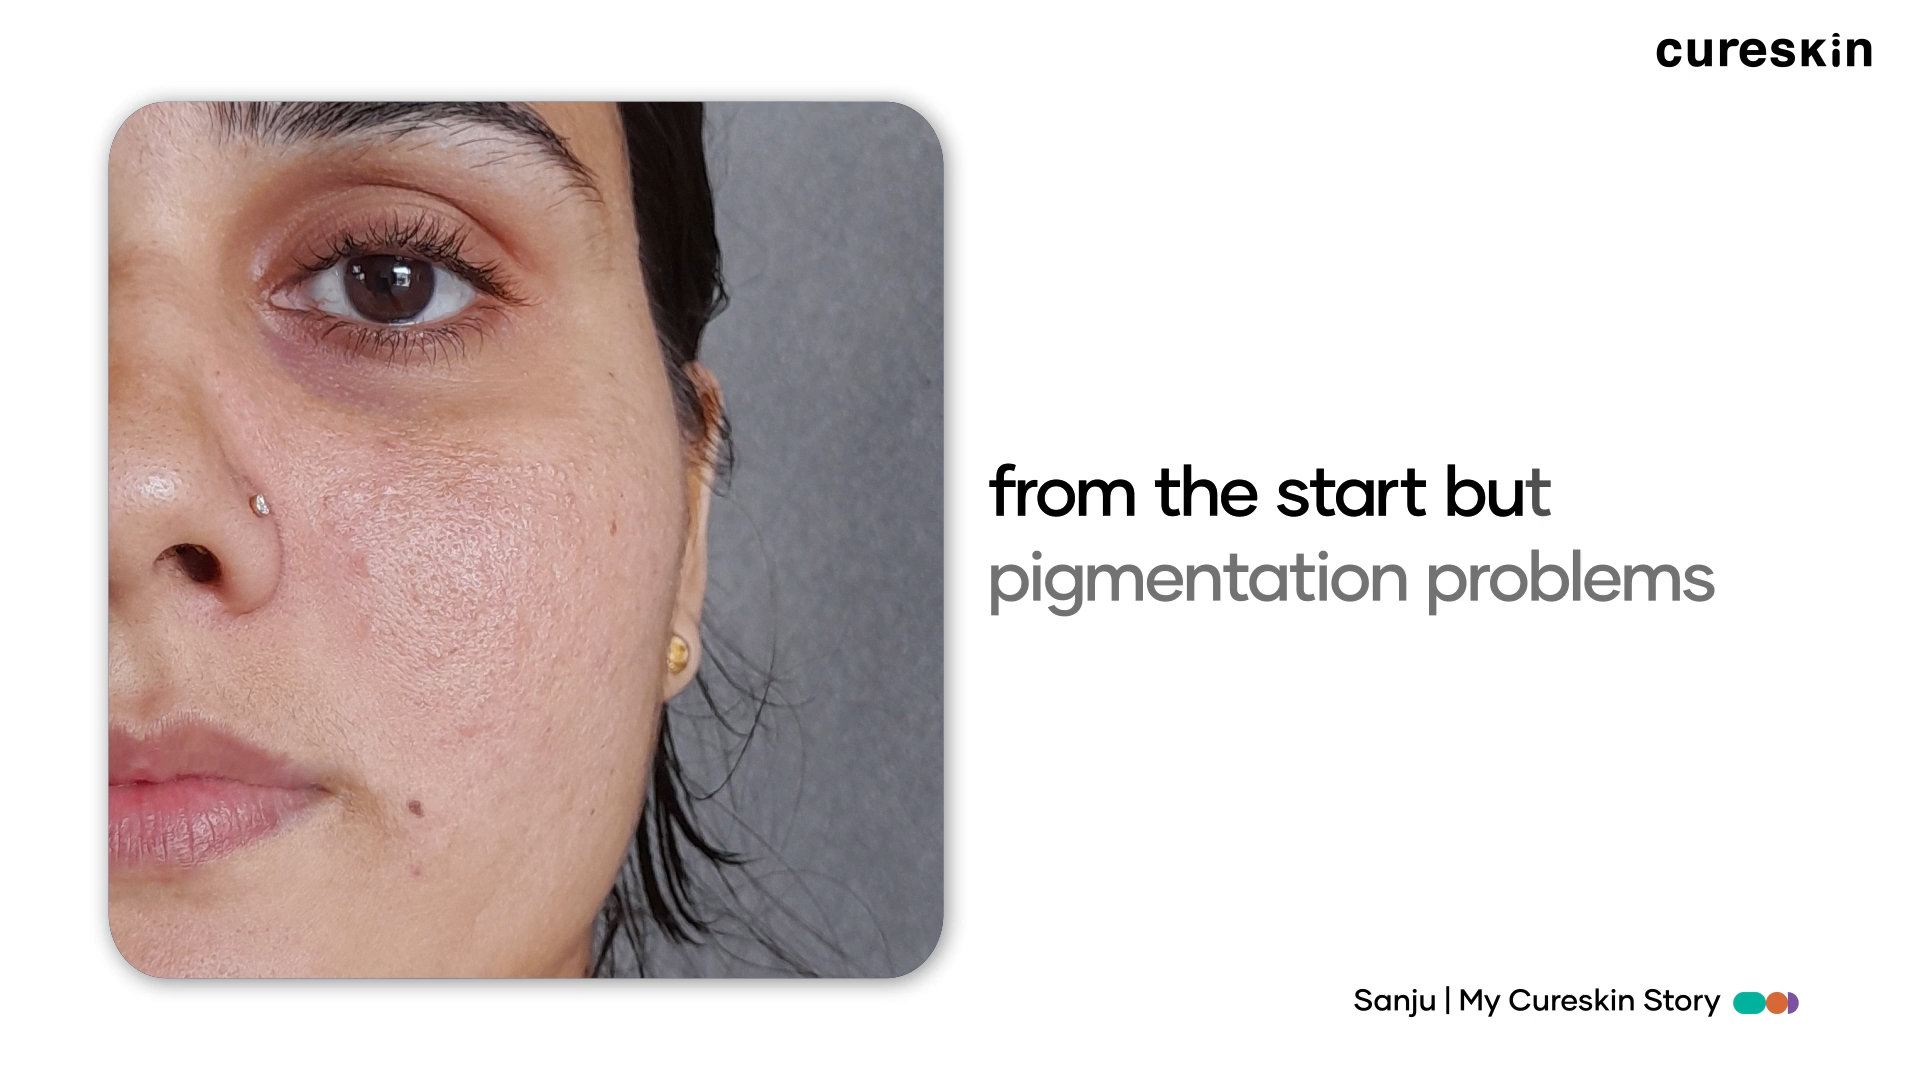 cureskin
from the start but
pigmentation problems
Sanju | My Cureskin Story